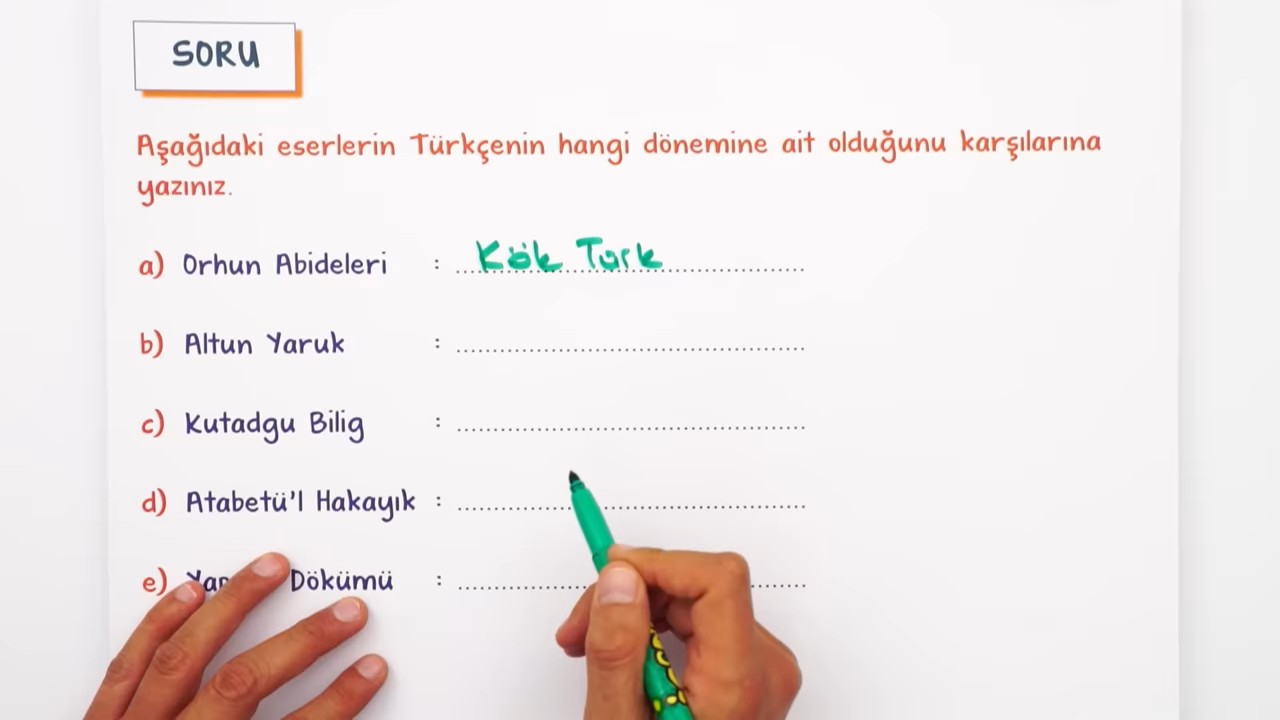 SORU
Aşağıdaki eserlerin Türkçenin hangi dönemine ait olduğunu karşılarına
yazınız.
a) Orhun Abideleri : Kök Türk
b) Altun Yaruk :
c) Kutadgu Bilig :
d) Atabetü'l Hakayık :
e) Dökümü :